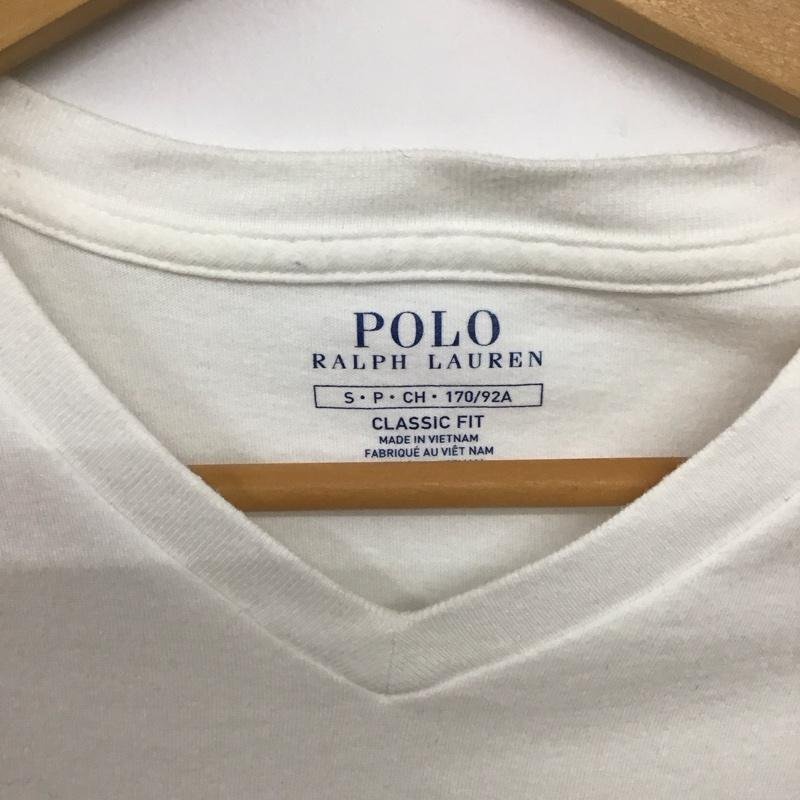 POLO
RALPH LAUREN
S • P • CH • 170/92A
CLASSIC FIT
MADE IN VIETNAM
FABRIQUÉ AU VIÊT NAM